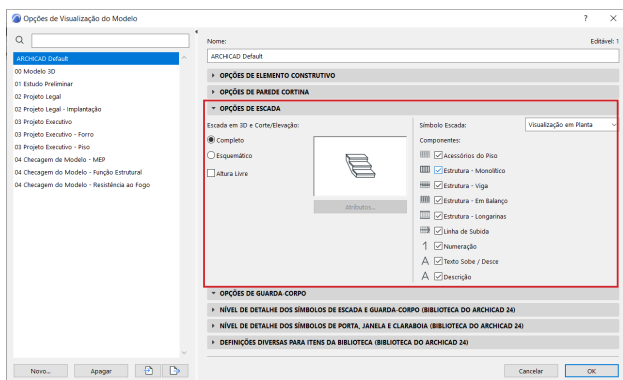 Opções de Visualização do Modelo
Nome:
Editável: 1
ARCHICAD Default
ARCHICAD Default
00 Modelo 3D
01 Estudo Preliminar
02 Projeto Legal
02 Projeto Legal - Implantação
03 Projeto Executivo
03 Projeto Executivo - Forro
03 Projeto Executivo - Piso
04 Checagem de Modelo - MEP
04 Checagem do Modelo - Função Estrutural
04 Checagem do Modelo - Resistência ao Fogo
Novo...
Apagar
OPÇÕES DE ELEMENTO CONSTRUTIVO
OPÇÕES DE PAREDE CORTINA
OPÇÕES DE ESCADA
Escada em 3D e Corte/Elevação:
Completo
Esquemático
Altura Livre
Atributos...
Símbolo Escada:
Visualização em Planta
Componentes:
Acessórios do Piso
Estrutura - Monolítico
Estrutura - Viga
Estrutura - Em Balanço
Estrutura - Longarinas
Linha de Subida
1 Numeração
A Texto Sobe / Desce
A Descrição
OPÇÕES DE GUARDA-CORPO
NÍVEL DE DETALHE DOS SÍMBOLOS DE ESCADA E GUARDA-CORPO (BIBLIOTECA DO ARCHICAD 24)
NÍVEL DE DETALHE DOS SÍMBOLOS DE PORTA, JANELA E CLARABOIA (BIBLIOTECA DO ARCHICAD 24)
DEFINIÇÕES DIVERSAS PARA ITENS DA BIBLIOTECA (BIBLIOTECA DO ARCHICAD 24)
Cancelar
OK